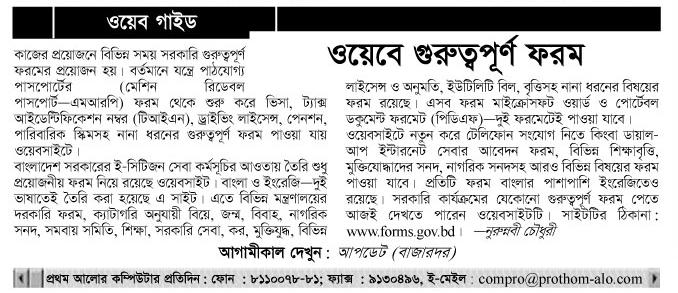 ওয়েব গাইড
ওয়েবে গুরুত্বপূর্ণ ফরম
কাজের প্রয়োজনে বিভিন্ন সময় সরকারি গুরুত্বপূর্ণ
ফরমের প্রয়োজন হয়। বর্তমানে যন্ত্রে পাঠযোগ্য
পাসপোর্টের (মেশিন রিডেবল
পাসপোর্ট—এমআরপি) ফরম থেকে শুরু করে ভিসা, ট্যাক্স
আইডেন্টিফিকেশন নম্বর (টিআইএন), ড্রাইভিং লাইসেন্স, পেনশন,
পারিবারিক স্কিমসহ নানা ধরনের গুরুত্বপূর্ণ ফরম পাওয়া যায়
ওয়েবসাইটে।
বাংলাদেশ সরকারের ই-সিটিজন সেবা কর্মসূচির আওতায় তৈরি শুধু
প্রয়োজনীয় ফরম নিয়ে রয়েছে ওয়েবসাইট। বাংলা ও ইংরেজি—দুই
ভাষাতেই তৈরি করা হয়েছে এ সাইট। এতে বিভিন্ন মন্ত্রণালয়ের
দরকারি ফরম, ক্যাটাগরি অনুযায়ী বিয়ে, জন্ম, বিবাহ, নাগরিক
সনদ, সমবায় সমিতি, শিক্ষা, সরকারি সেবা, কর, মুক্তিযুদ্ধ, বিভিন্ন
লাইসেন্স ও অনুমতি, ইউটিলিটি বিল, বৃত্তিসহ নানা ধরনের বিষয়ের
ফরম রয়েছে। এসব ফরম মাইক্রোসফট ওয়ার্ড ও পোর্টেবল
ডকুমেন্ট ফরমেট (পিডিএফ)—দুই ফরমেটেই পাওয়া যাবে।
ওয়েবসাইটে নতুন করে টেলিফোন সংযোগ নিতে কিংবা ডায়াল-
আপ ইন্টারনেট সেবার আবেদন ফরম, বিভিন্ন শিক্ষাবৃত্তি,
মুক্তিযোদ্ধাদের সনদ, নাগরিক সনদসহ আরও বিভিন্ন বিষয়ের ফরম
পাওয়া যাবে। প্রতিটি ফরম বাংলার পাশাপাশি ইংরেজিতেও
রয়েছে। সরকারি কার্যক্রমের যেকোনো গুরুত্বপূর্ণ ফরম পেতে
আজই দেখতে পারেন ওয়েবসাইটটি। সাইটটির ঠিকানা :
www.forms.gov.bd। —নুরুন্নবী চৌধুরী
আগামীকাল দেখুন : আপডেট (বাজারদর)
প্রথম আলোর কম্পিউটার প্রতিদিন : ফোন : ৮১১০০৭৮-৮১; ফ্যাক্স : ৯১৩০৪৯৬, ই-মেইল : compro@prothom-alo.com